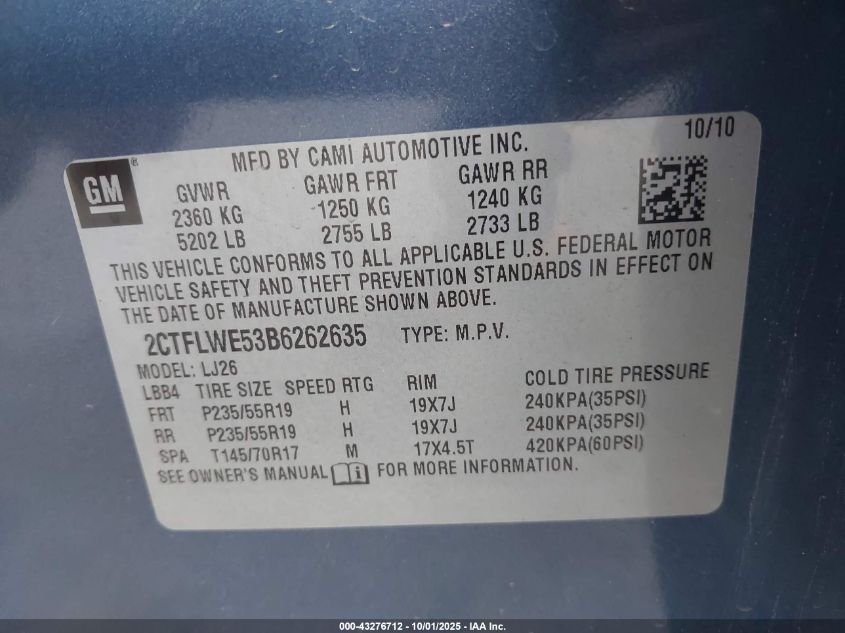 10/10
GM ®
MFD BY CAMI AUTOMOTIVE INC.
GVWR GAWR FRT GAWR RR
2360 KG 1250 KG 1240 KG
5202 LB 2755 LB 2733 LB
THIS VEHICLE CONFORMS TO ALL APPLICABLE U.S. FEDERAL MOTOR
VEHICLE SAFETY AND THEFT PREVENTION STANDARDS IN EFFECT ON
THE DATE OF MANUFACTURE SHOWN ABOVE.
2CTFLWE53B6262635 TYPE: M.P.V.
MODEL: LJ26
LBB4 TIRE SIZE SPEED RTG RIM COLD TIRE PRESSURE
FRT P235/55R19 H 19X7J 240KPA(35PSI)
RR P235/55R19 H 19X7J 240KPA(35PSI)
SPA T145/70R17 M 17X4.5T 420KPA(60PSI)
SEE OWNER'S MANUAL i FOR MORE INFORMATION.
000-43276712 - 10/01/2025 - IAA Inc.